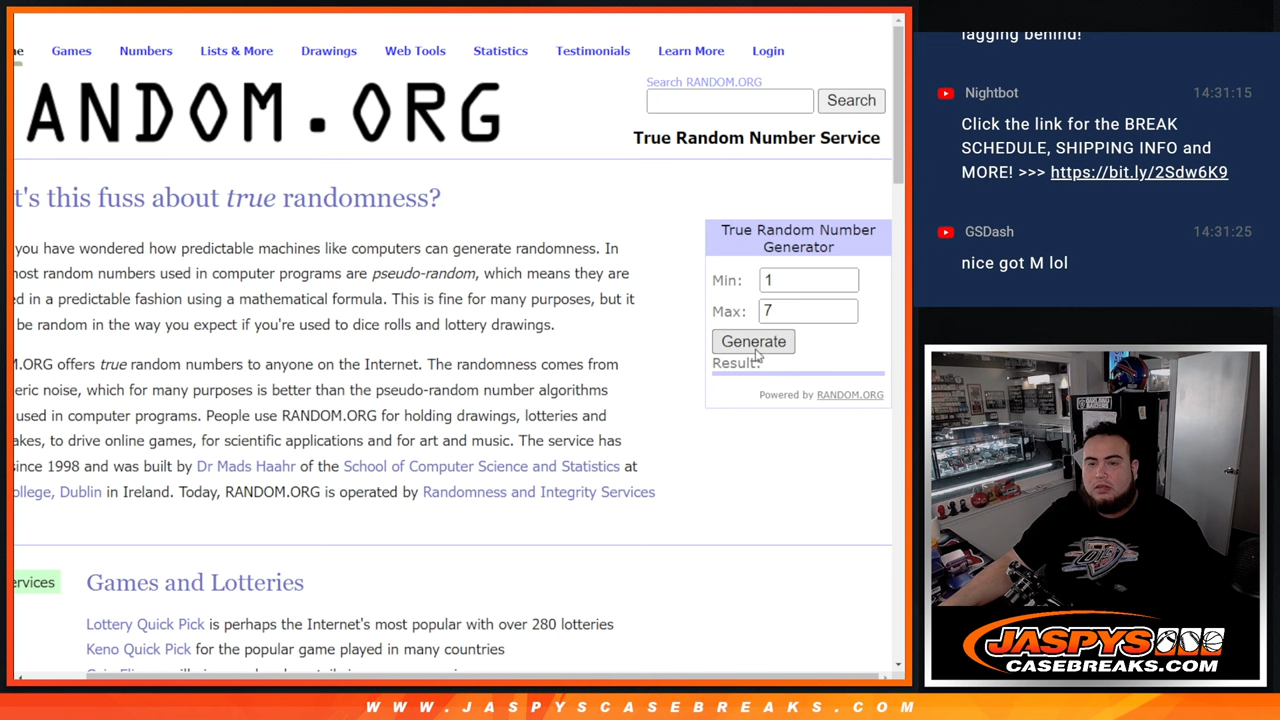 ne Games Numbers Lists & More Drawings Web Tools Statistics Testimonials Learn More Login
ANDOM.ORG
Search RANDOM.ORG
Search
True Random Number Service
t's this fuss about true randomness?
you have wondered how predictable machines like computers can generate randomness. In
nost random numbers used in computer programs are pseudo-random, which means they are
ed in a predictable fashion using a mathematical formula. This is fine for many purposes, but it
be random in the way you expect if you're used to dice rolls and lottery drawings.
M.ORG offers true random numbers to anyone on the Internet. The randomness comes from
eric noise, which for many purposes is better than the pseudo-random number algorithms
used in computer programs. People use RANDOM.ORG for holding drawings, lotteries and
akes, to drive online games, for scientific applications and for art and music. The service has
since 1998 and was built by Dr Mads Haahr of the School of Computer Science and Statistics at
ollege, Dublin in Ireland. Today, RANDOM.ORG is operated by Randomness and Integrity Services
True Random Number
Generator
Min: 1
Max: 7
Generate
Result:
Powered by RANDOM.ORG
ervices
Games and Lotteries
Lottery Quick Pick is perhaps the Internet's most popular with over 280 lotteries
Keno Quick Pick for the popular game played in many countries
lagging behind!
Nightbot 14:31:15
Click the link for the BREAK
SCHEDULE, SHIPPING INFO and
MORE! >>> https://bit.ly/2Sdw6K9
GSDash 14:31:25
nice got M lol
OKC
JASPYS
CASEBREAKS.COM
WWW.JASPYSCASEBREAKS.COM